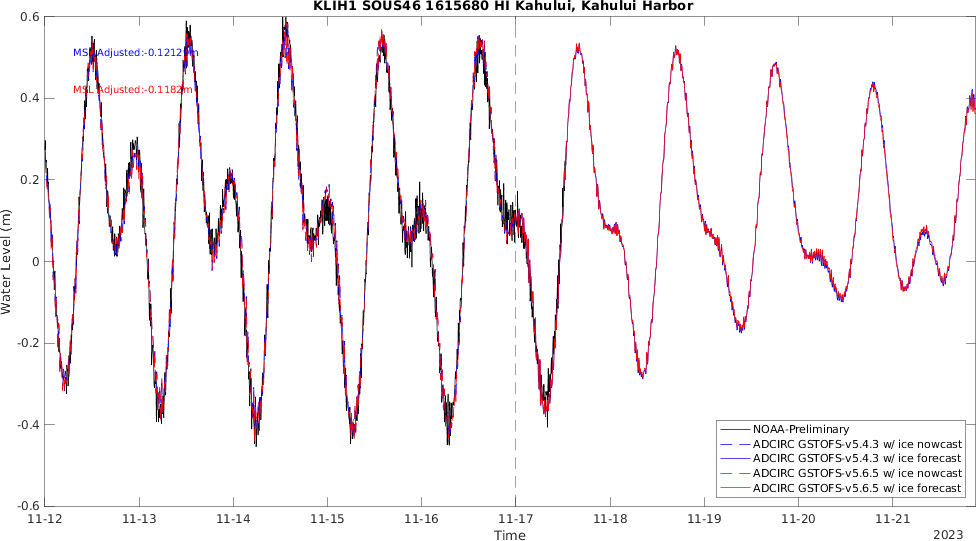 KLIH1 SOUS46 1615680 HI Kahului, Kahului Harbor
0.6
MSL Adjusted:-0.1212m
MSL Adjusted:-0.1182m
0.4
0.2
0
-0.2
-0.4
-0.6
Water Level (m)
NOAA-Preliminary
ADCIRC GSTOFS-v5.4.3 w/ ice nowcast
ADCIRC GSTOFS-v5.4.3 w/ ice forecast
ADCIRC GSTOFS-v5.6.5 w/ ice nowcast
ADCIRC GSTOFS-v5.6.5 w/ ice forecast
11-12 11-13 11-14 11-15 11-16 11-17 11-18 11-19 11-20 11-21
Time
2023